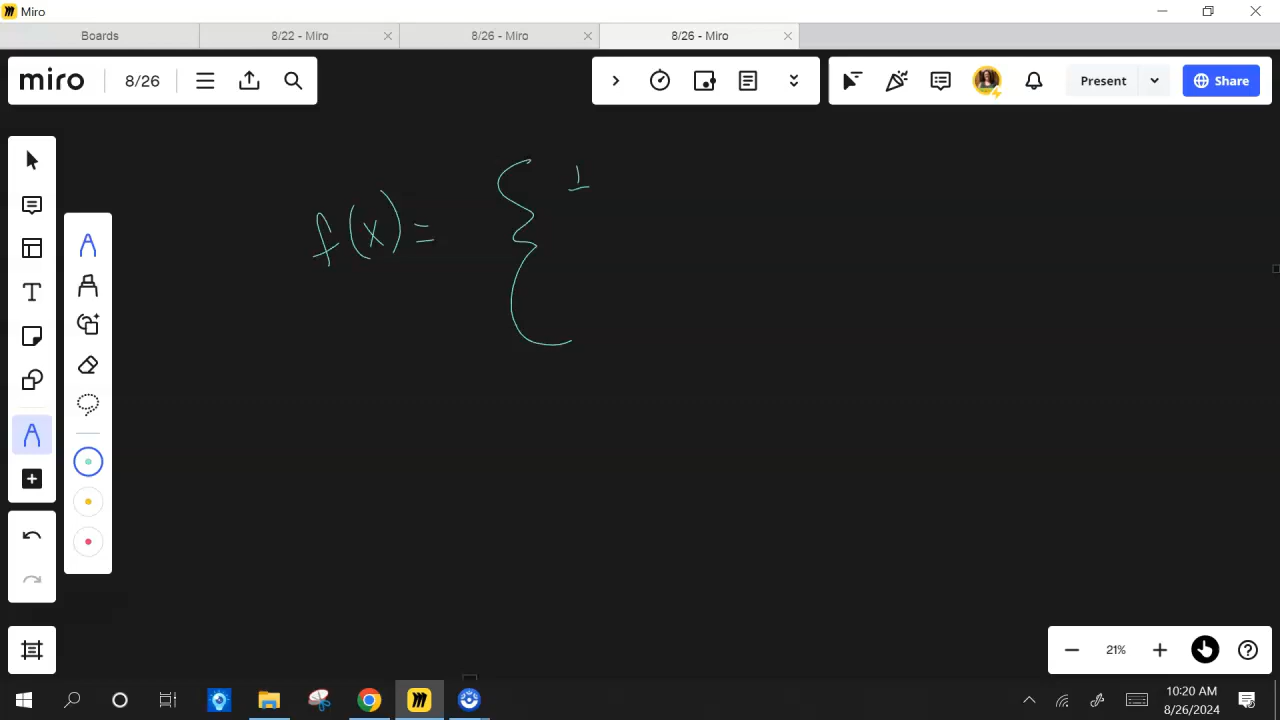 Miro
Boards
8/22 - Miro
8/26 - Miro
8/26 - Miro
miro
8/26
Present
Share
f(x) = { 1
21%
10:20 AM
8/26/2024